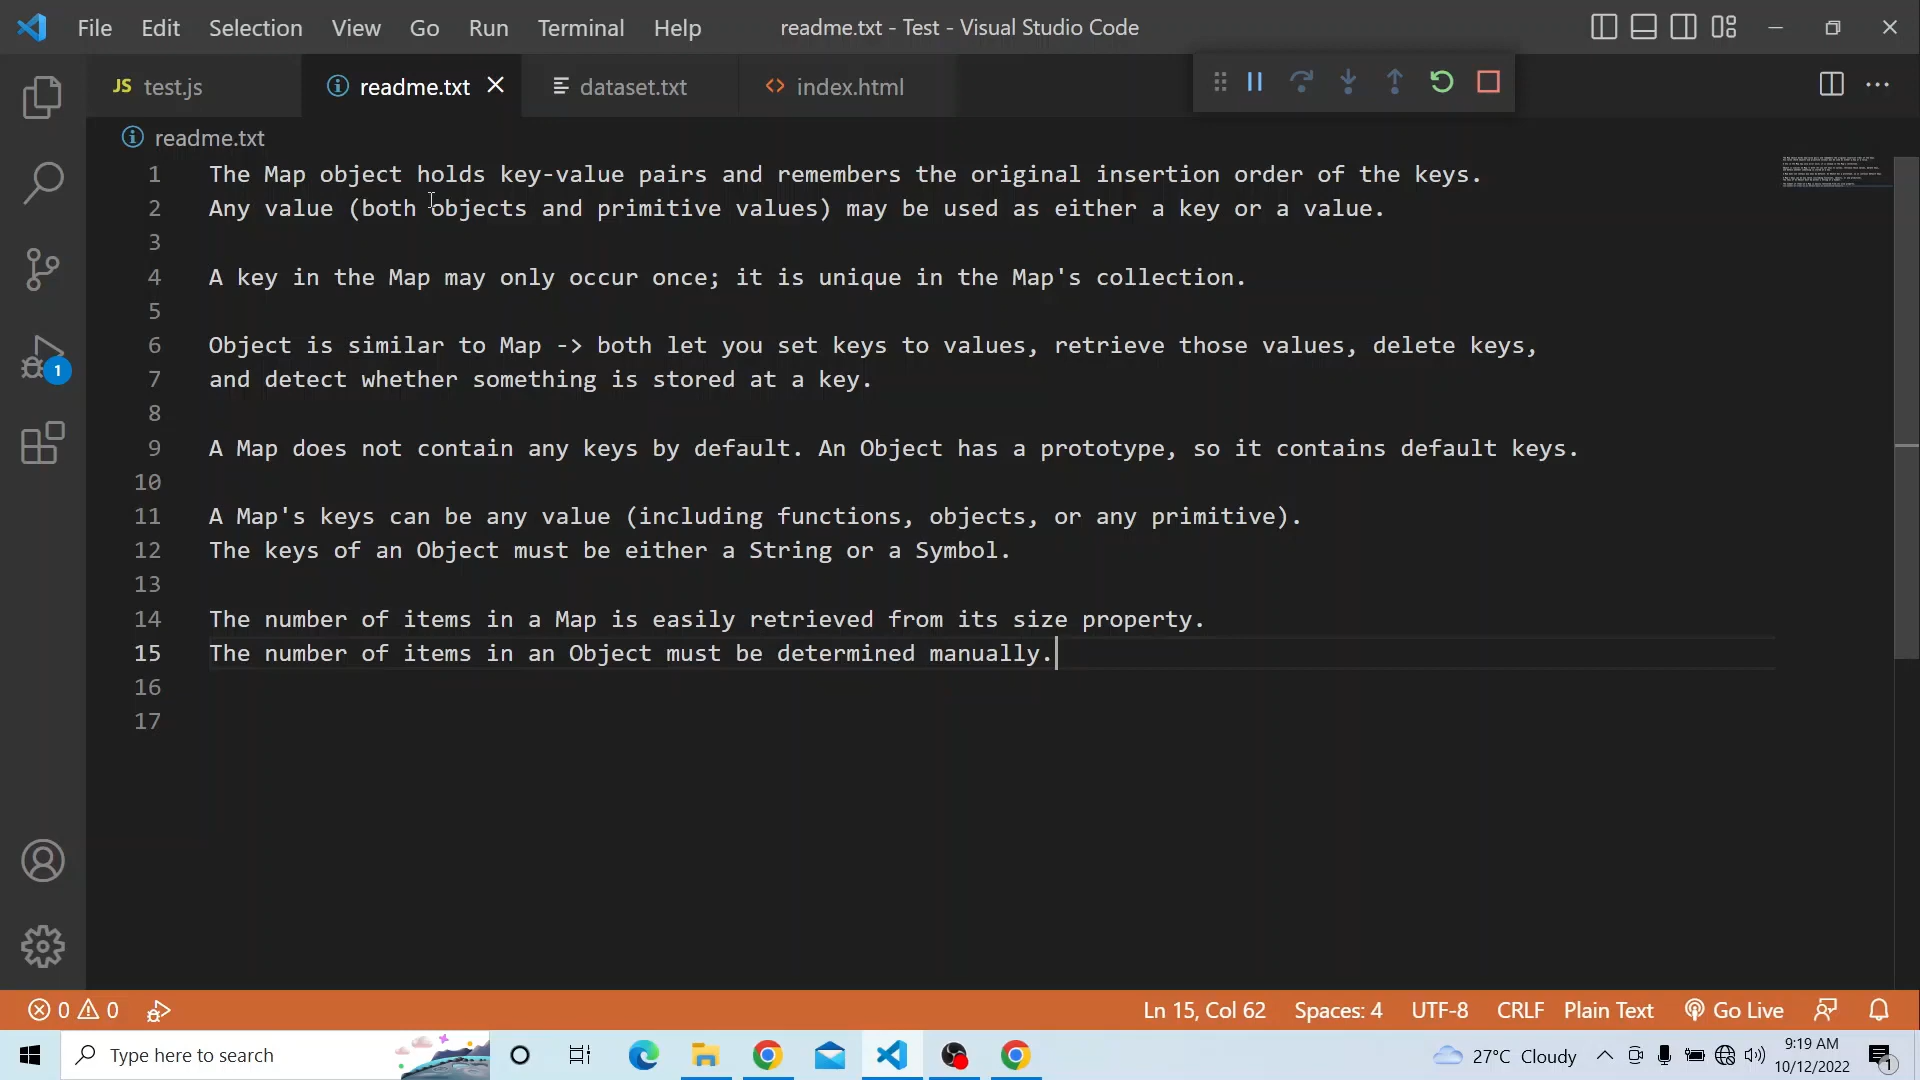 File Edit Selection View Go Run Terminal Help readme.txt - Test - Visual Studio Code
JS test.js readme.txt dataset.txt index.html
readme.txt
1 The Map object holds key-value pairs and remembers the original insertion order of the keys.
2 Any value (both objects and primitive values) may be used as either a key or a value.
3
4 A key in the Map may only occur once; it is unique in the Map's collection.
5
6 Object is similar to Map -> both let you set keys to values, retrieve those values, delete keys,
7 and detect whether something is stored at a key.
8
9 A Map does not contain any keys by default. An Object has a prototype, so it contains default keys.
10
11 A Map's keys can be any value (including functions, objects, or any primitive).
12 The keys of an Object must be either a String or a Symbol.
13
14 The number of items in a Map is easily retrieved from its size property.
15 The number of items in an Object must be determined manually.
16
17
1
0 0 Ln 15, Col 62 Spaces: 4 UTF-8 CRLF Plain Text Go Live
Type here to search 27°C Cloudy 9:19 AM
10/12/2022 1